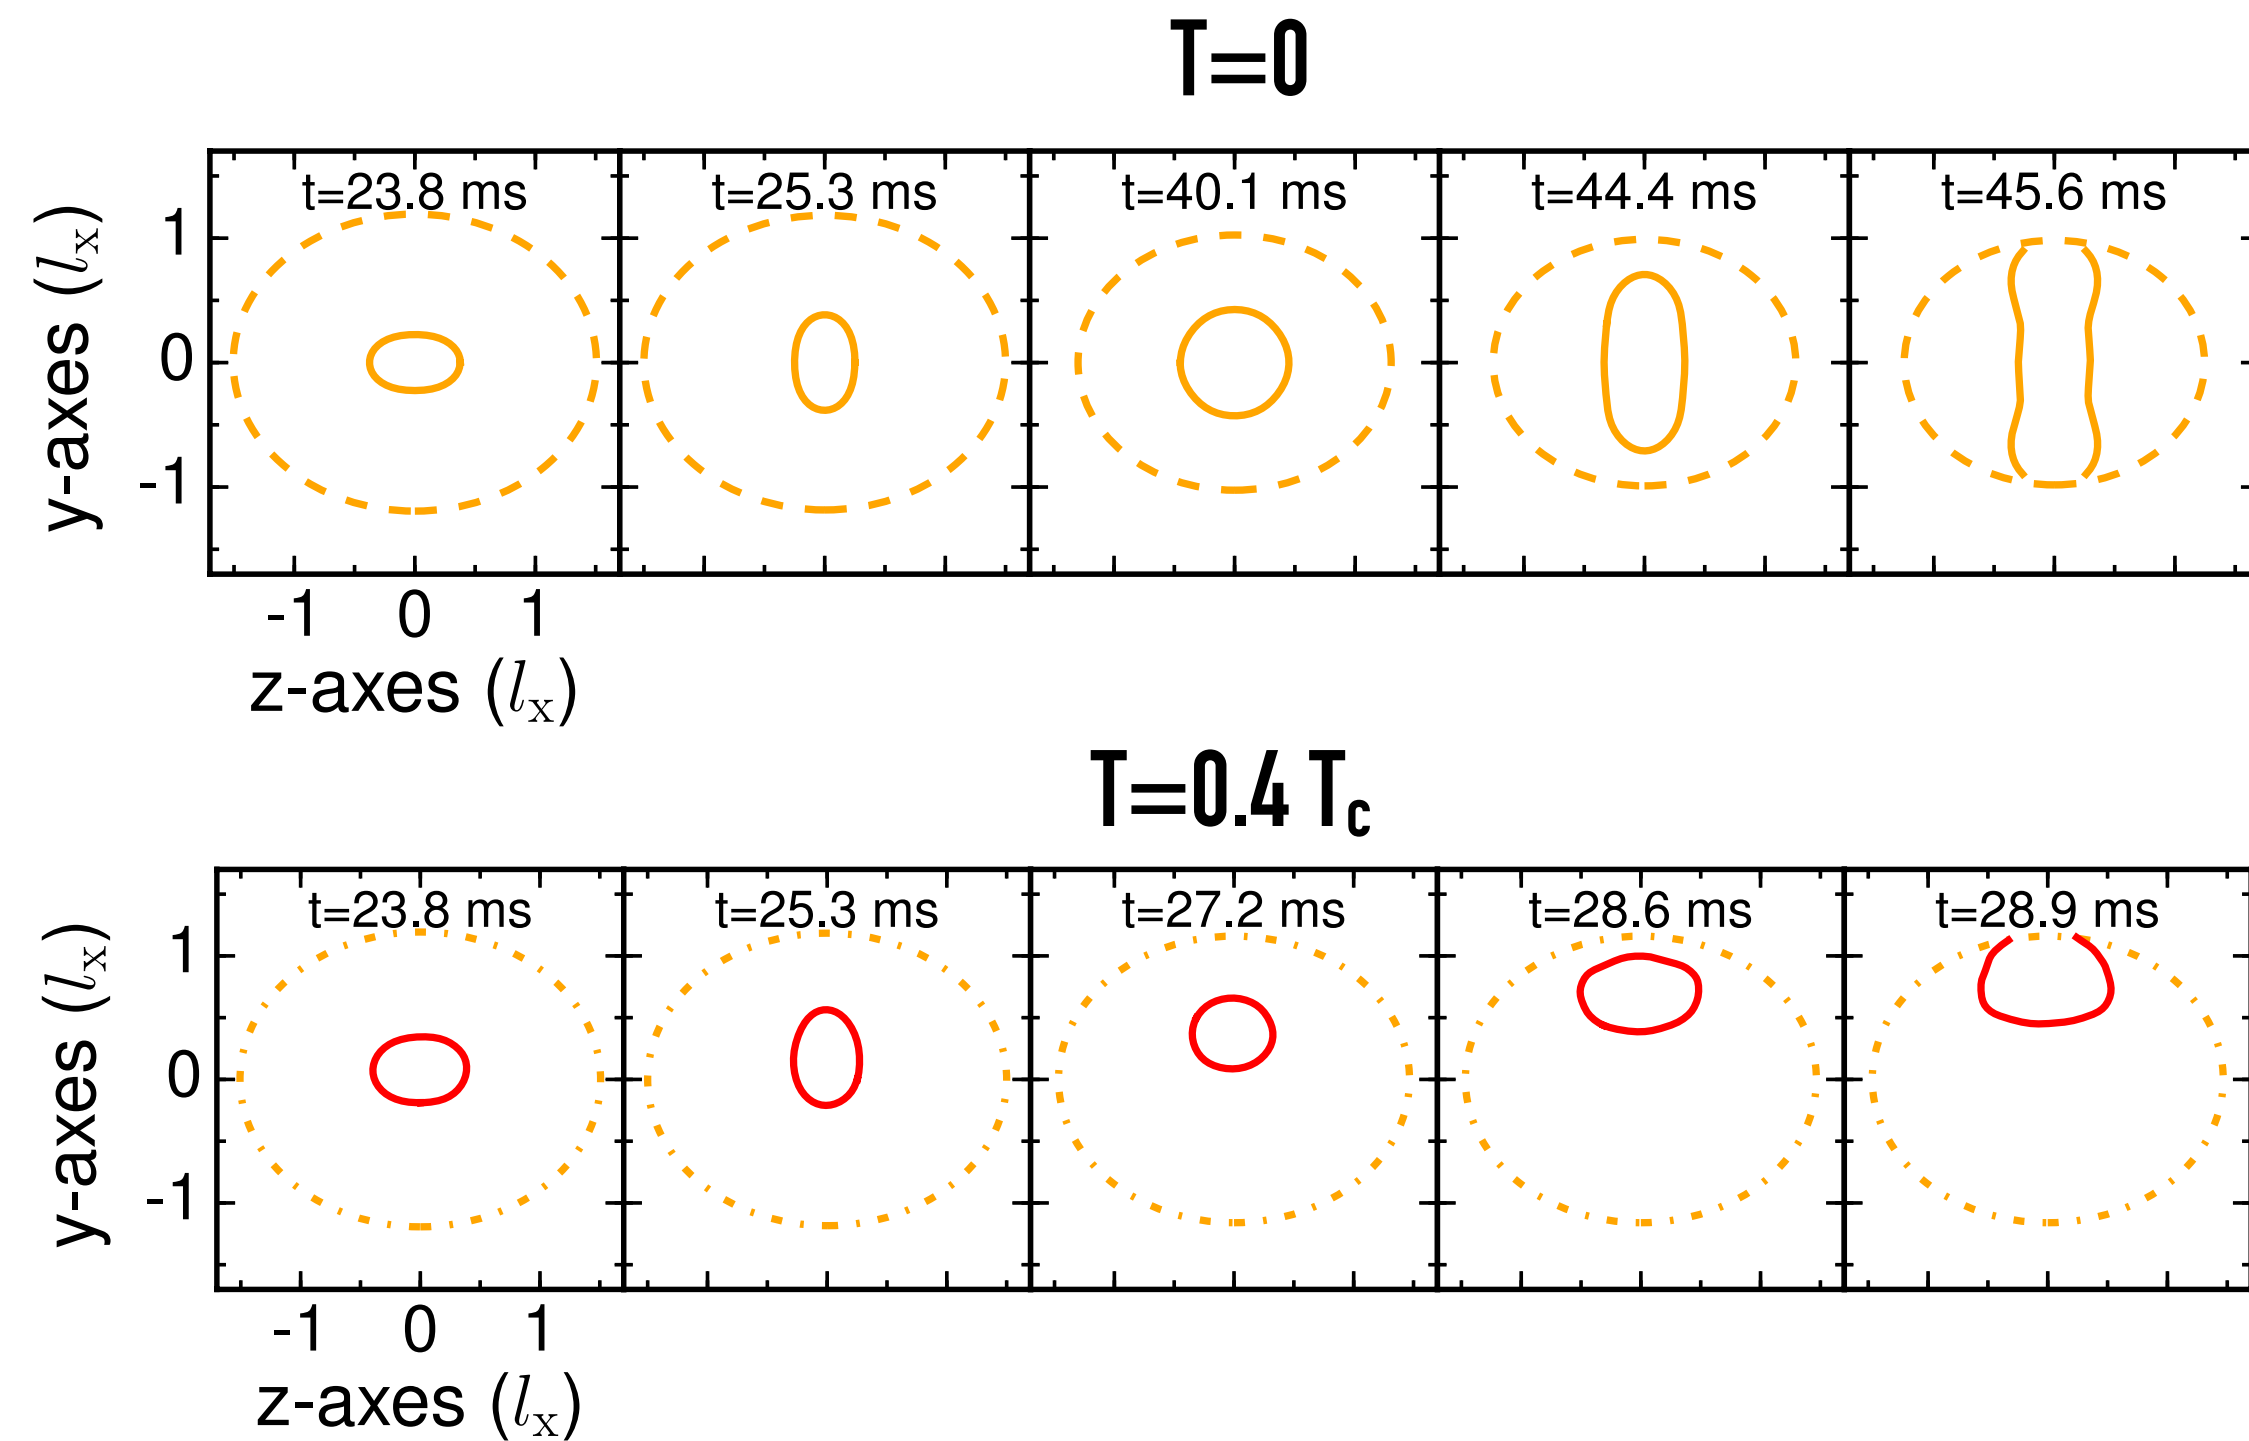 T=0
t=23.8 ms t=25.3 ms t=40.1 ms t=44.4 ms t=45.6 ms
y-axes (lx)
1
0
-1
-1 0 1
z-axes (lx)
T=0.4 Tc
t=23.8 ms t=25.3 ms t=27.2 ms t=28.6 ms t=28.9 ms
y-axes (lx)
1
0
-1
-1 0 1
z-axes (lx)